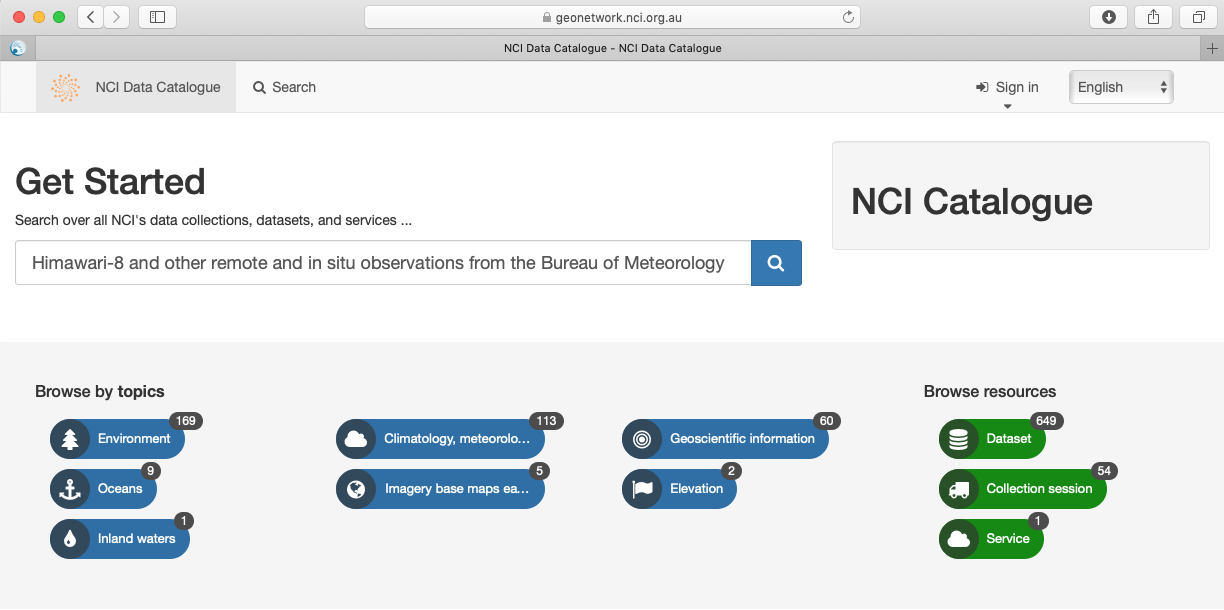 geonetwork.nci.org.au
NCI Data Catalogue - NCI Data Catalogue
NCI Data Catalogue
Search
Sign in
English
Get Started
Search over all NCI's data collections, datasets, and services ...
Himawari-8 and other remote and in situ observations from the Bureau of Meteorology
NCI Catalogue
Browse by topics
169
Environment
113
Climatology, meteorolo...
60
Geoscientific information
9
Oceans
5
Imagery base maps ea...
2
Elevation
1
Inland waters
Browse resources
649
Dataset
54
Collection session
1
Service